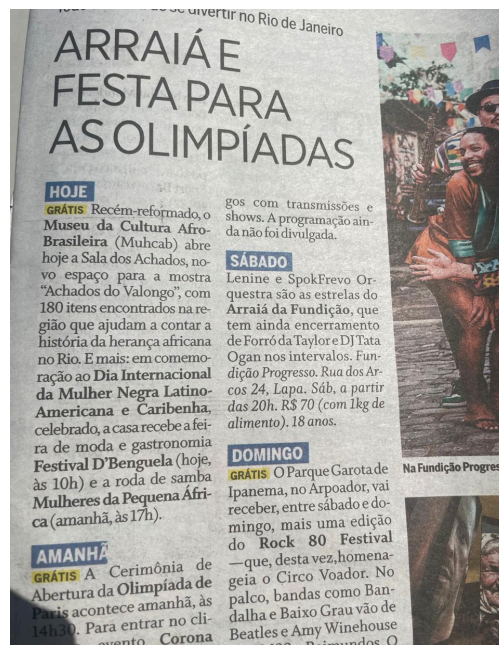 se divertir no Rio de Janeiro
ARRAIÁ E
FESTA PARA
AS OLIMPÍADAS
HOJE
GRÁTIS Recém-reformado, o
Museu da Cultura Afro-
Brasileira (Muhcab) abre
hoje a Sala dos Achados, no-
vo espaço para a mostra
“Achados do Valongo”, com
180 itens encontrados na re-
gião que ajudam a contar a
história da herança africana
no Rio. E mais: em comemo-
ração ao Dia Internacional
da Mulher Negra Latino-
Americana e Caribenha,
celebrado, a casa recebe a fei-
ra de moda e gastronomia
Festival D’Benguela (hoje,
às 10h) e a roda de samba
Mulheres da Pequena Áfri-
ca (amanhã, às 17h).
AMANHÃ
GRÁTIS A Cerimônia de
Abertura da Olimpíada de
Paris acontece amanhã, às
14h30. Para entrar no cli-
evento, Corona
gos com transmissões e
shows. A programação ain-
da não foi divulgada.
SÁBADO
Lenine e SpokFrevo Or-
questra são as estrelas do
Arraiá da Fundição, que
tem ainda encerramento
de Forró da Taylor e DJ Tata
Ogan nos intervalos. Fun-
dição Progresso. Rua dos Ar-
cos 24, Lapa. Sáb, a partir
das 20h. R$ 70 (com 1kg de
alimento). 18 anos.
DOMINGO
GRÁTIS O Parque Garota de
Ipanema, no Arpoador, vai
receber, entre sábado e do-
mingo, mais uma edição
do Rock 80 Festival
—que, desta vez, homena-
geia o Circo Voador. No
palco, bandas como Ban-
dalha e Baixo Grau vão de
Beatles e Amy Winehouse
Raimundos. O
Na Fundição Progres